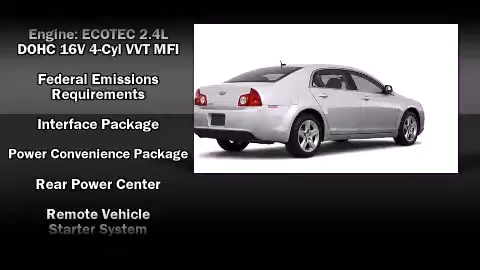 Engine: ECOTEC 2.4L
DOHC 16V 4-Cyl VVT MFI
Federal Emissions
Requirements
Interface Package
Power Convenience Package
Rear Power Center
Remote Vehicle
Starter System